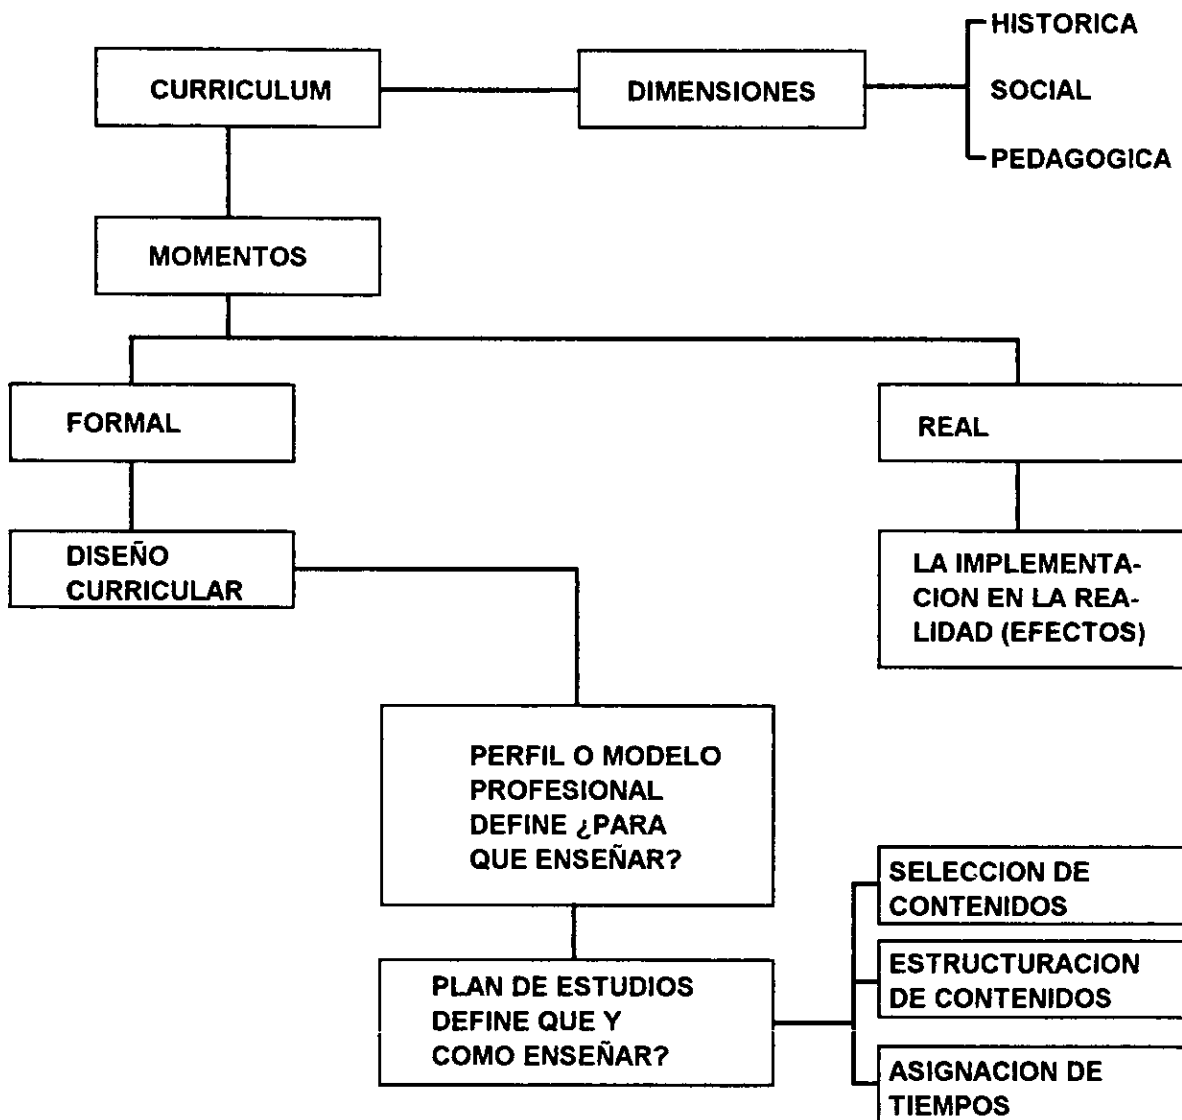 HISTORICA
CURRICULUM
DIMENSIONES
SOCIAL
PEDAGOGICA
MOMENTOS
FORMAL
REAL
DISEÑO
CURRICULAR
LA IMPLEMENTA-
CION EN LA REA-
LIDAD (EFECTOS)
PERFIL O MODELO
PROFESIONAL
DEFINE ¿PARA
QUE ENSEÑAR?
SELECCION DE
CONTENIDOS
ESTRUCTURACION
DE CONTENIDOS
PLAN DE ESTUDIOS
DEFINE QUE Y
COMO ENSEÑAR?
ASIGNACION DE
TIEMPOS